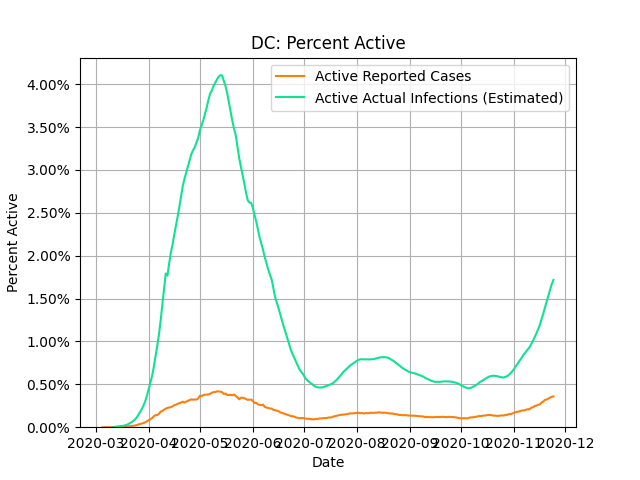 DC: Percent Active
Active Reported Cases
Active Actual Infections (Estimated)
4.00%
3.50%
3.00%
2.50%
2.00%
1.50%
1.00%
0.50%
0.00%
Percent Active
2020-03 2020-04 2020-05 2020-06 2020-07 2020-08 2020-09 2020-10 2020-11 2020-12
Date